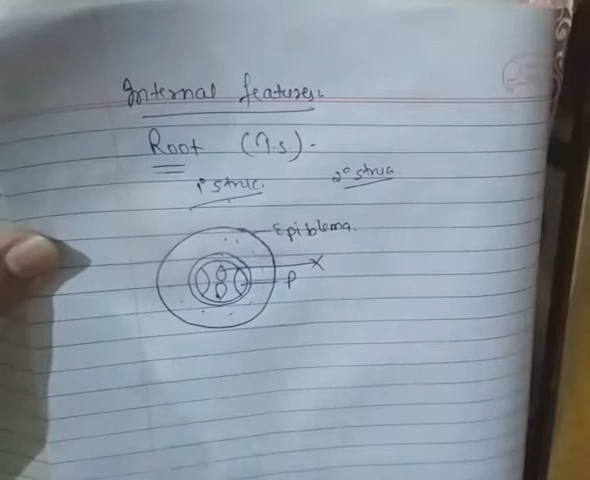 Internal features.
Root (T.S.) -
1° struc. 2° struc
Epiblema.
X
P